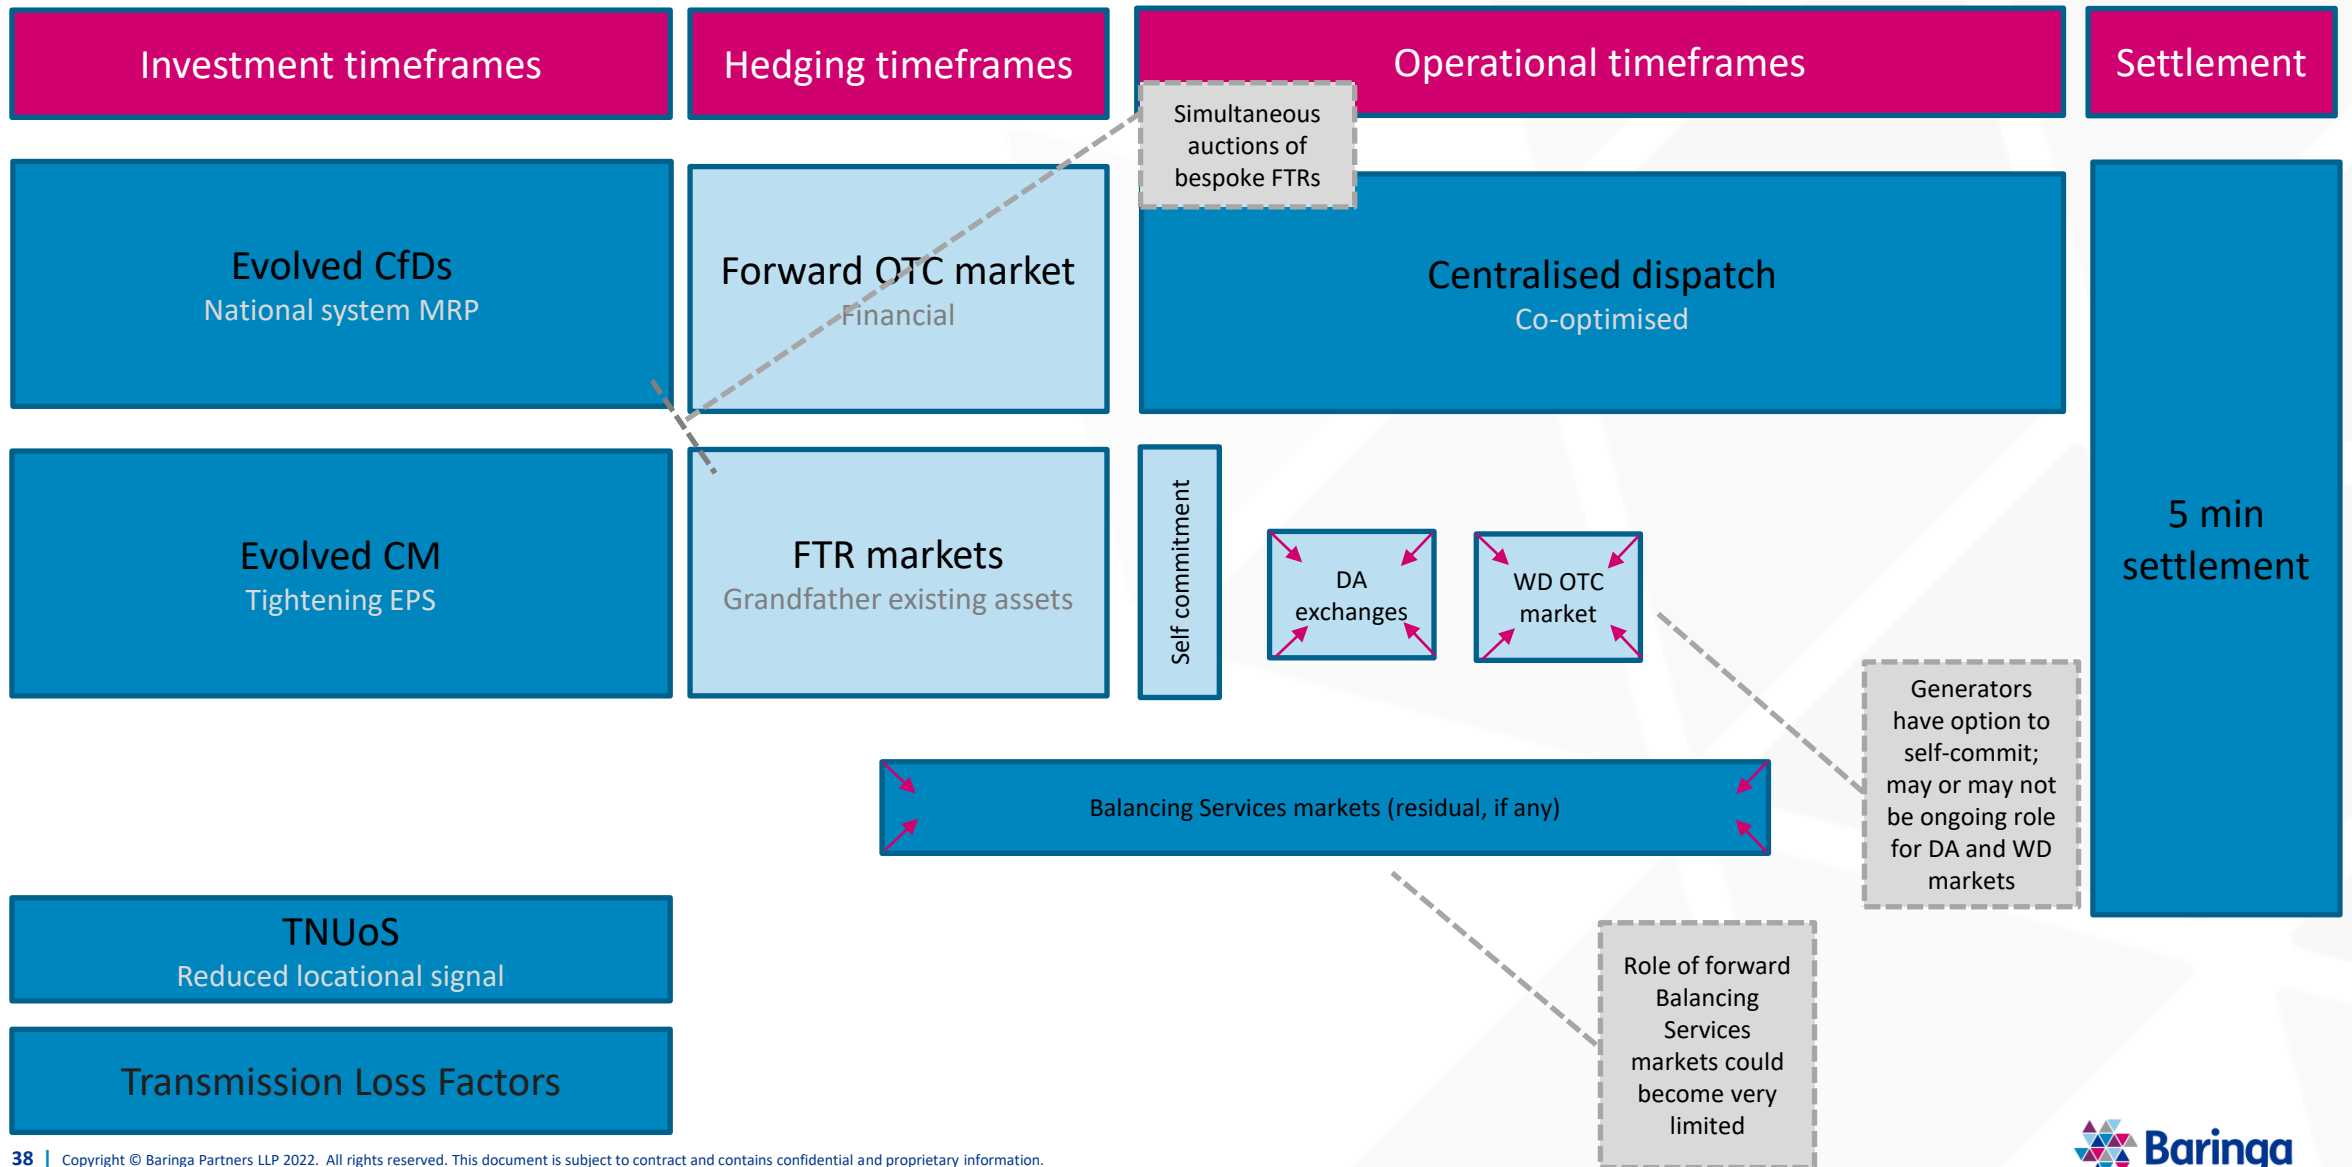 Investment timeframes
Hedging timeframes
Operational timeframes
Settlement
Simultaneous
auctions of
bespoke FTRs
Evolved CfDs
National system MRP
Forward OTC market
Financial
Centralised dispatch
Co-optimised
Evolved CM
Tightening EPS
FTR markets
Grandfather existing assets
Self commitment
DA
exchanges
WD OTC
market
5 min
settlement
Generators
have option to
self-commit;
may or may not
be ongoing role
for DA and WD
markets
Balancing Services markets (residual, if any)
TNUoS
Reduced locational signal
Role of forward
Balancing
Services
markets could
become very
limited
Transmission Loss Factors
38 | Copyright © Baringa Partners LLP 2022. All rights reserved. This document is subject to contract and contains confidential and proprietary information.
Baringa